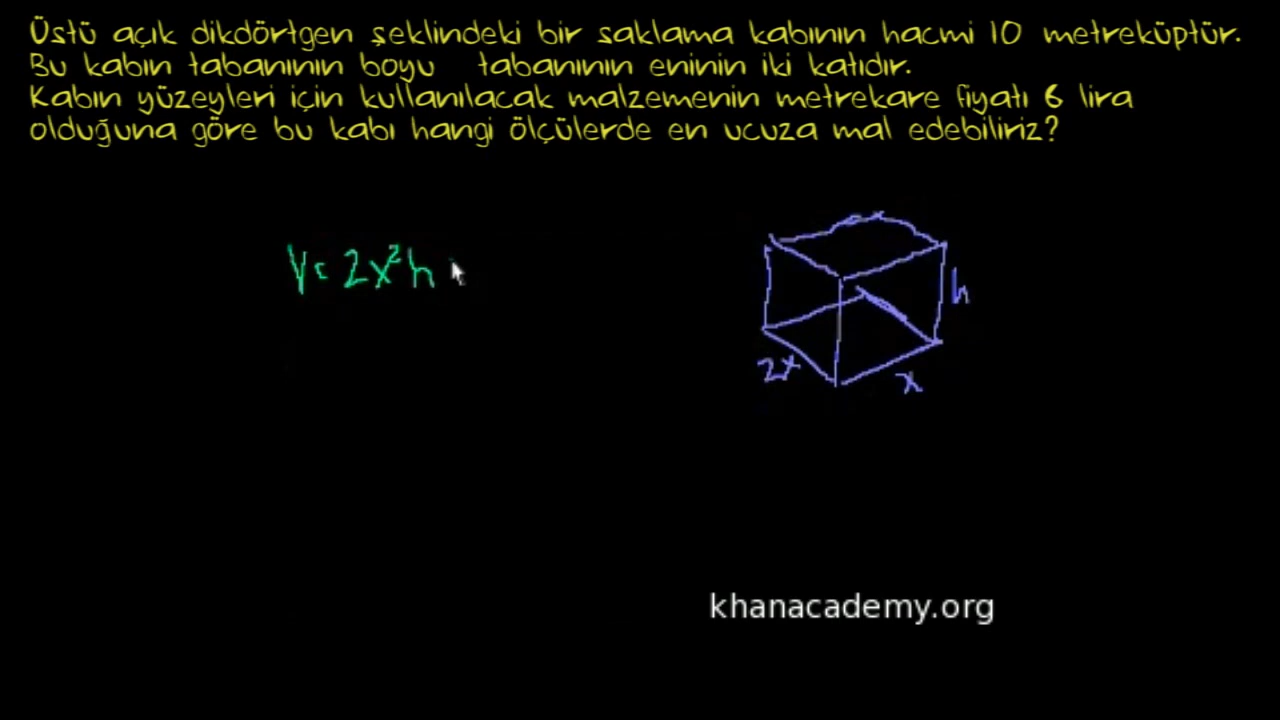 Üstü açık dikdörtgen şeklindeki bir saklama kabının hacmi 10 metreküptür.
Bu kabın tabanının boyu tabanının eninin iki katıdır.
Kabın yüzeyleri için kullanılacak malzemenin metrekare fiyatı 6 lira
olduğuna göre bu kabı hangi ölçülerde en ucuza mal edebiliriz?
V = 2x²h
h
2x
x
khanacademy.org